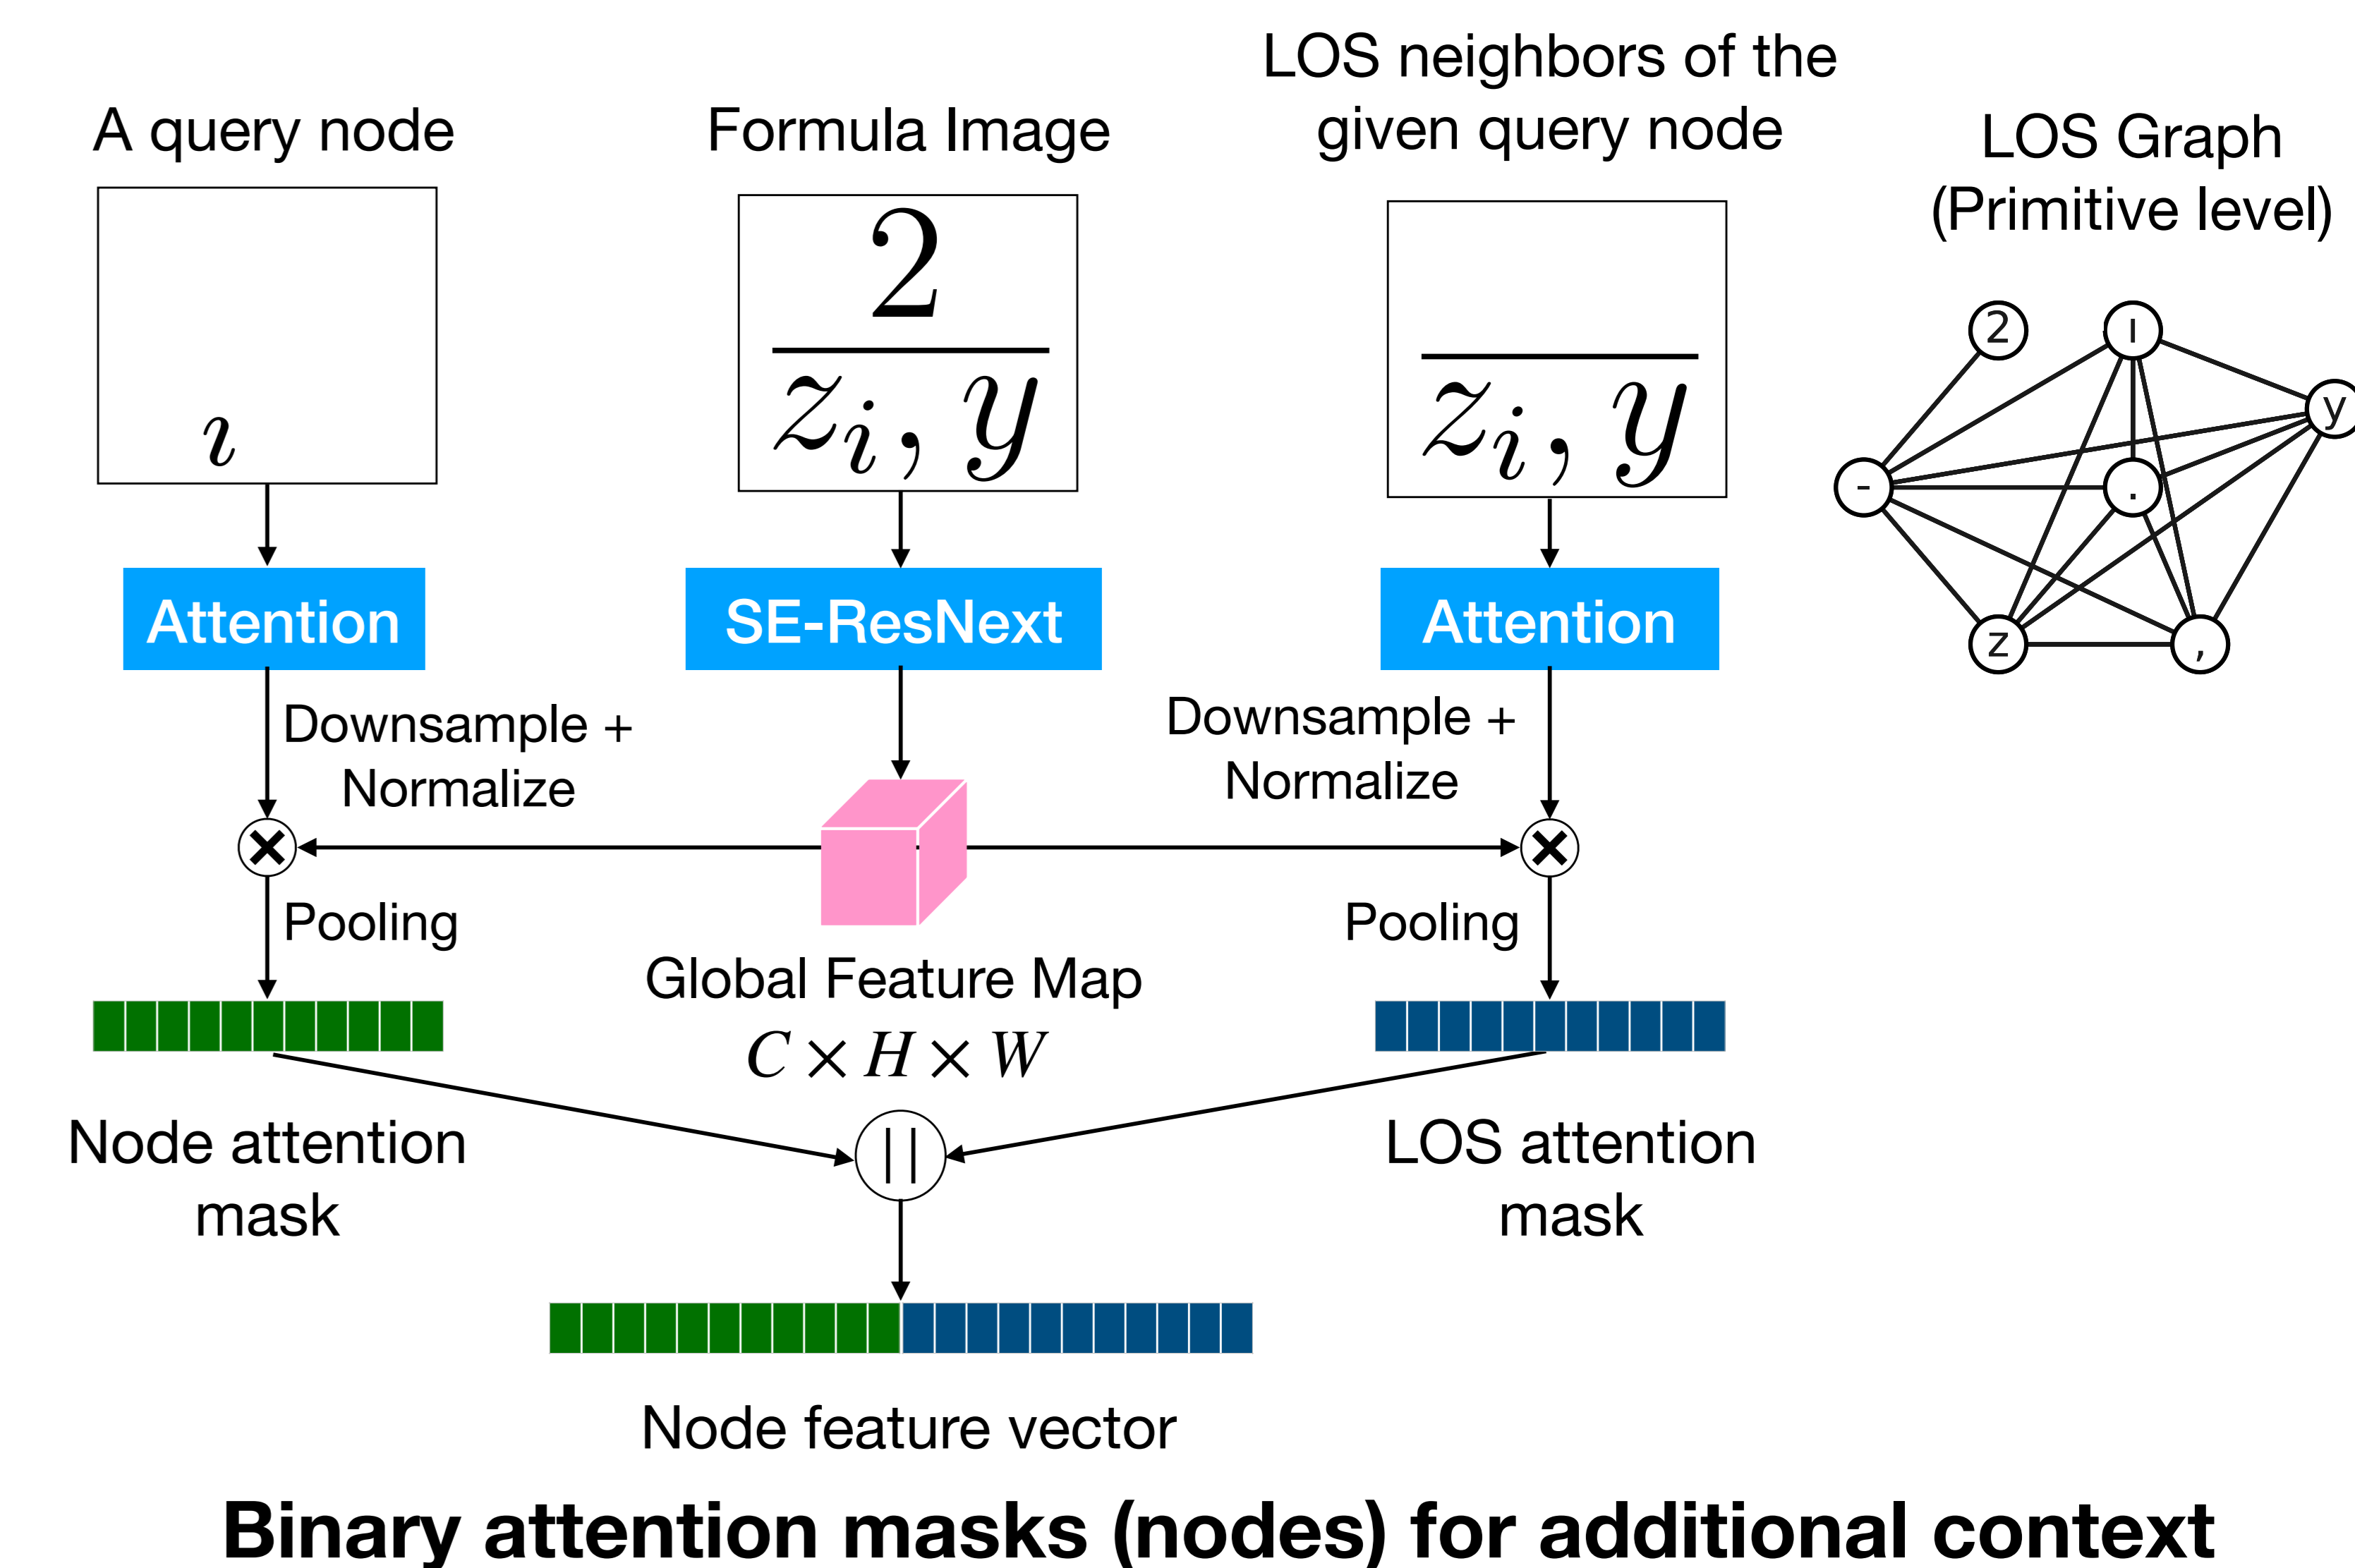 A query node
ı
Attention
Downsample +
Normalize
Pooling
Node attention
mask
Formula Image
2
z_i, y
SE-ResNext
Global Feature Map
C × H × W
||
Node feature vector
LOS neighbors of the
given query node
z_i, y
Attention
Downsample +
Normalize
Pooling
LOS attention
mask
LOS Graph
(Primitive level)
2
ı
y
-
.
z
,
Binary attention masks (nodes) for additional context